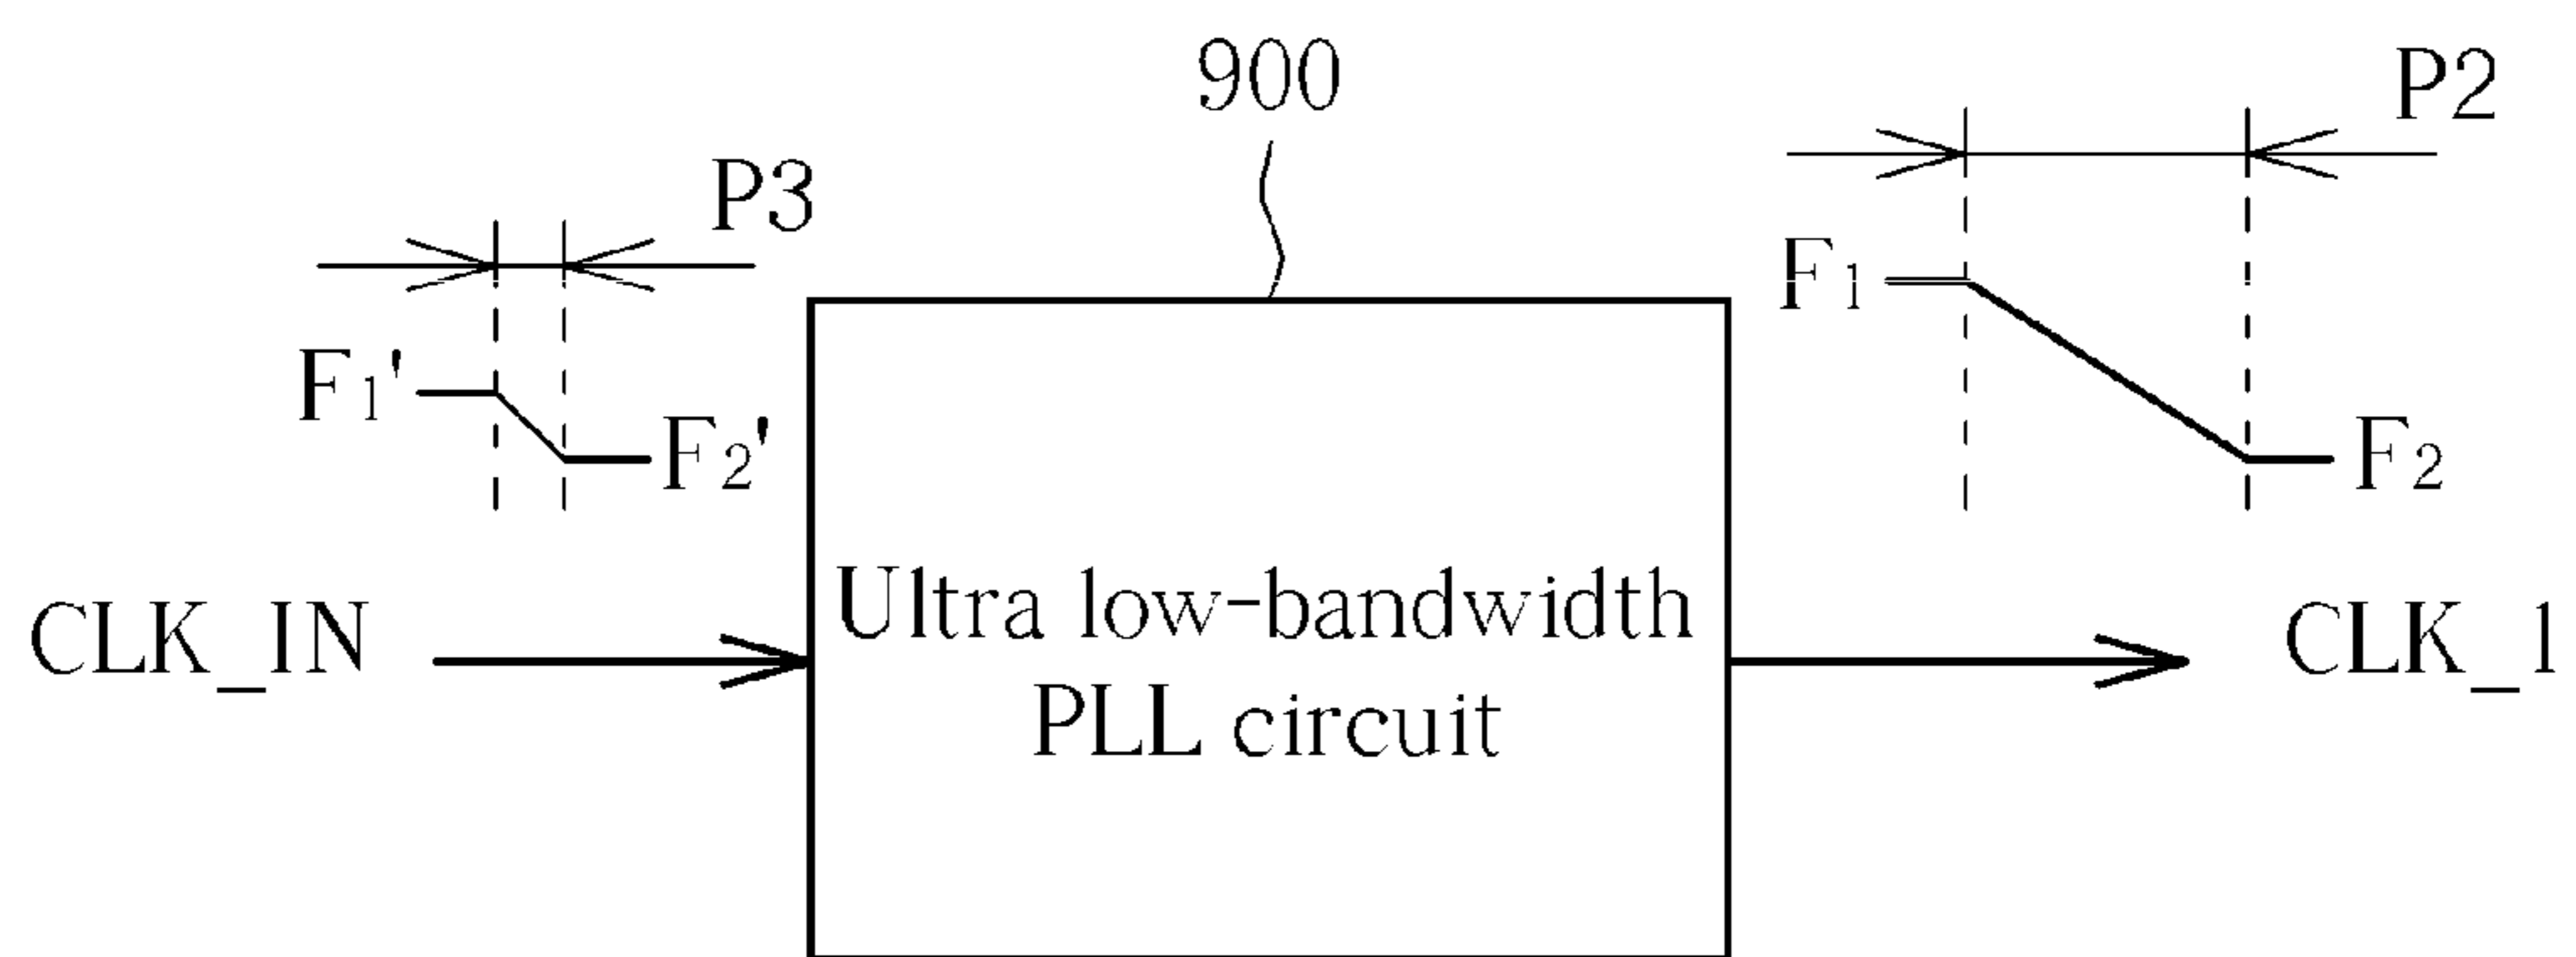 900
P2
P3
F1
F1'
F2'
F2
CLK_IN
Ultra low-bandwidth
PLL circuit
CLK_1